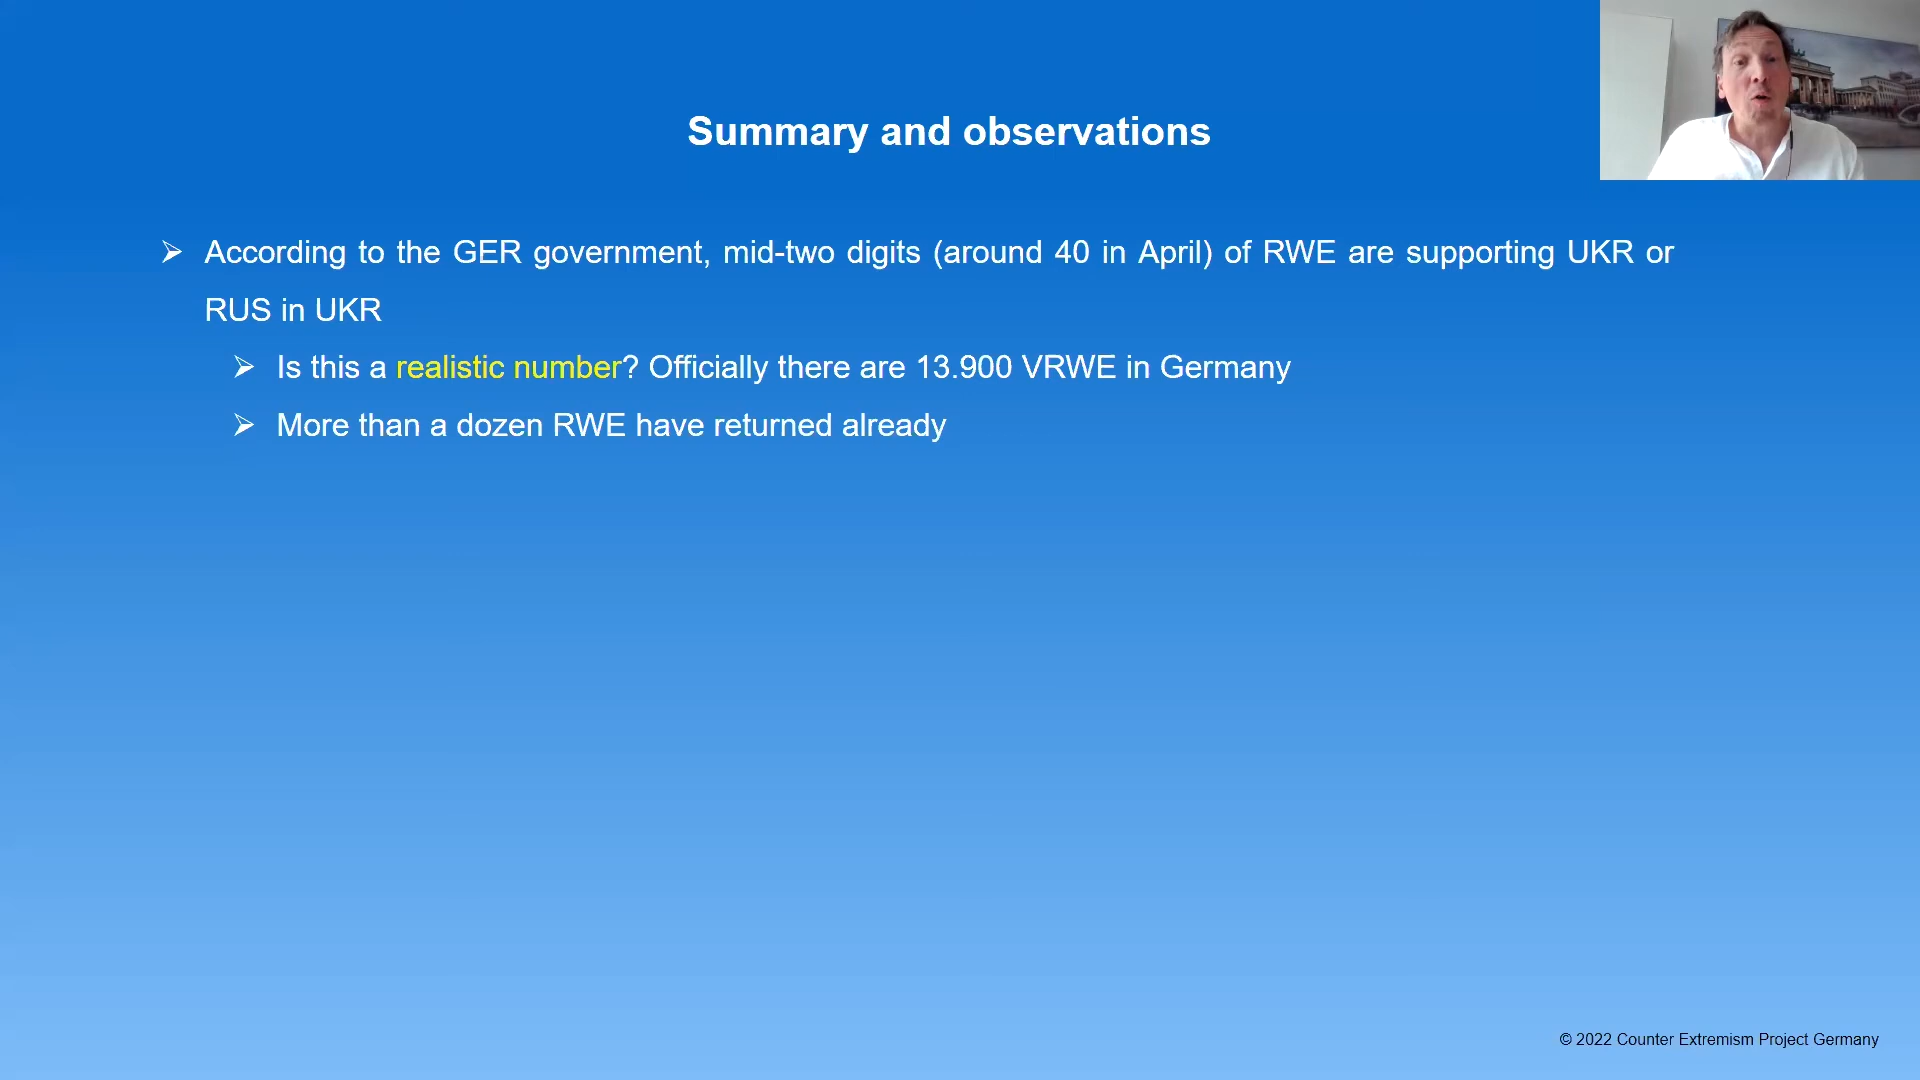 Summary and observations
➢ According to the GER government, mid-two digits (around 40 in April) of RWE are supporting UKR or
RUS in UKR
➢ Is this a realistic number? Officially there are 13.900 VRWE in Germany
➢ More than a dozen RWE have returned already
© 2022 Counter Extremism Project Germany